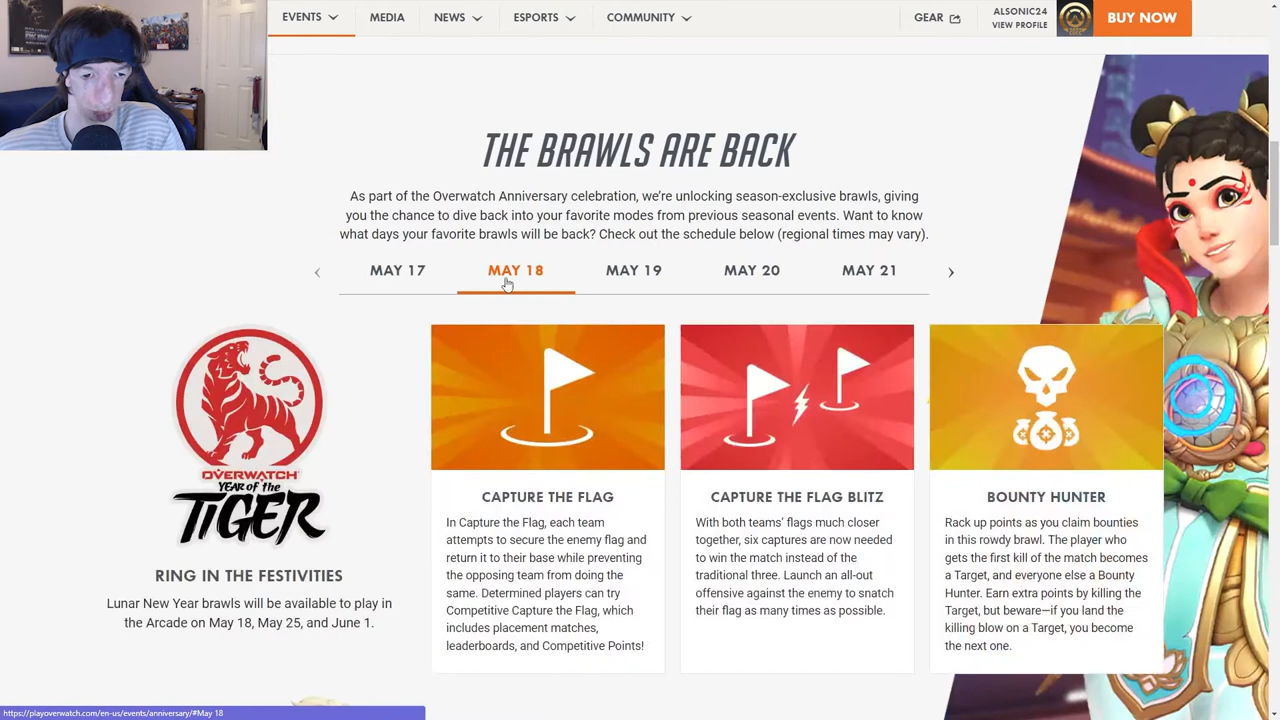 EVENTS
MEDIA
NEWS
ESPORTS
COMMUNITY
GEAR
ALSONIC24
VIEW PROFILE
BUY NOW
THE BRAWLS ARE BACK
As part of the Overwatch Anniversary celebration, we're unlocking season-exclusive brawls, giving
you the chance to dive back into your favorite modes from previous seasonal events. Want to know
what days your favorite brawls will be back? Check out the schedule below (regional times may vary).
MAY 17
MAY 18
MAY 19
MAY 20
MAY 21
OVERWATCH
YEAR OF THE
TIGER
RING IN THE FESTIVITIES
Lunar New Year brawls will be available to play in
the Arcade on May 18, May 25, and June 1.
CAPTURE THE FLAG
In Capture the Flag, each team
attempts to secure the enemy flag and
return it to their base while preventing
the opposing team from doing the
same. Determined players can try
Competitive Capture the Flag, which
includes placement matches,
leaderboards, and Competitive Points!
CAPTURE THE FLAG BLITZ
With both teams' flags much closer
together, six captures are now needed
to win the match instead of the
traditional three. Launch an all-out
offensive against the enemy to snatch
their flag as many times as possible.
BOUNTY HUNTER
Rack up points as you claim bounties
in this rowdy brawl. The player who
gets the first kill of the match becomes
a Target, and everyone else a Bounty
Hunter. Earn extra points by killing the
Target, but beware—if you land the
killing blow on a Target, you become
the next one.
https://playoverwatch.com/en-us/events/anniversary/#May 18